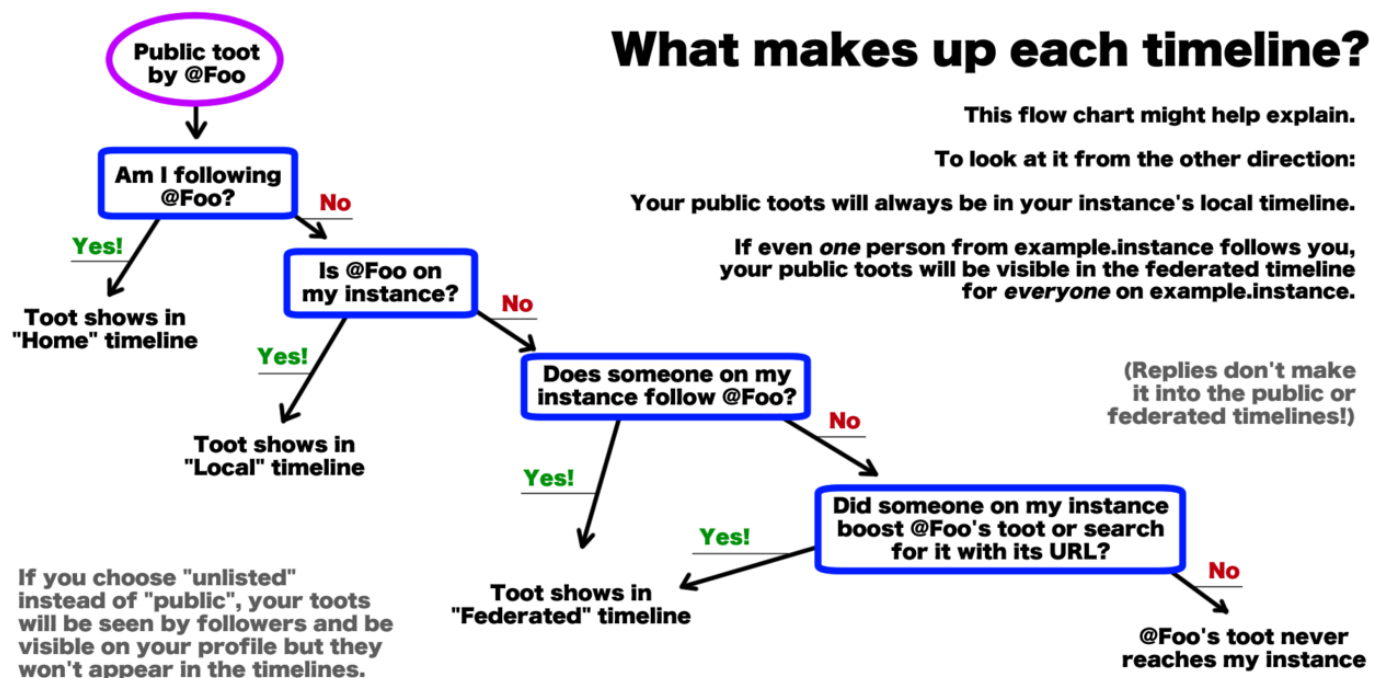 Public toot
by @Foo
What makes up each timeline?
This flow chart might help explain.
To look at it from the other direction:
Your public toots will always be in your instance's local timeline.
If even one person from example.instance follows you,
your public toots will be visible in the federated timeline
for everyone on example.instance.
(Replies don't make
it into the public or
federated timelines!)
Am I following
@Foo?
No
Yes!
Toot shows in
"Home" timeline
Is @Foo on
my instance?
No
Yes!
Toot shows in
"Local" timeline
Does someone on my
instance follow @Foo?
No
Yes!
Toot shows in
"Federated" timeline
Did someone on my instance
boost @Foo's toot or search
for it with its URL?
Yes!
No
@Foo's toot never
reaches my instance
If you choose "unlisted"
instead of "public", your toots
will be seen by followers and be
visible on your profile but they
won't appear in the timelines.